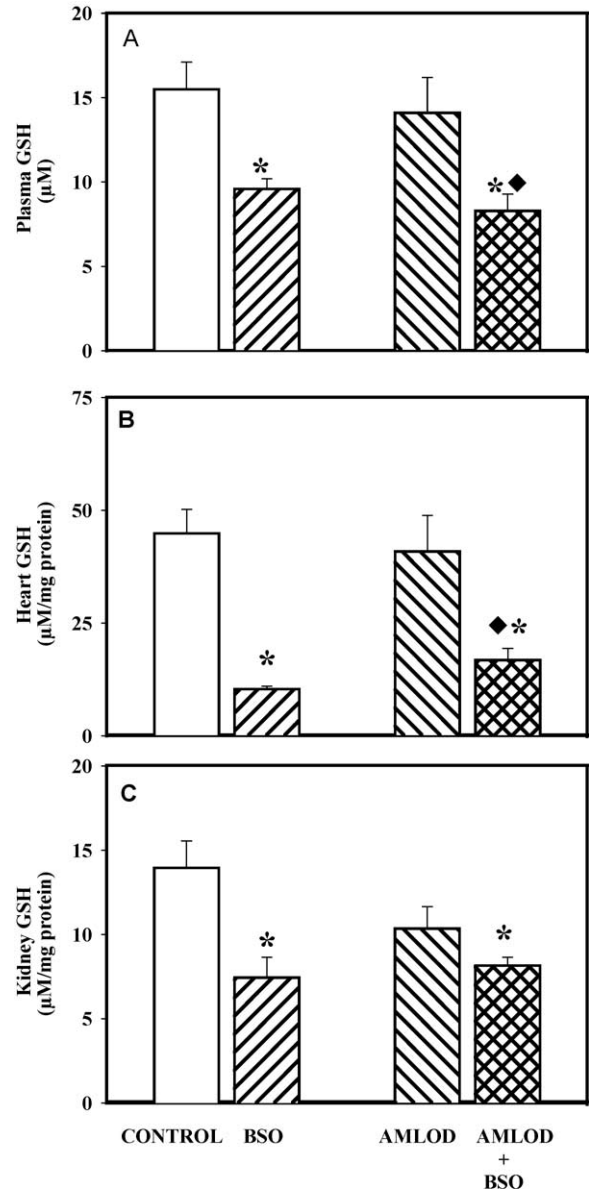 A
Plasma GSH
(µM)
20
15
10
5
0
*
*◆
B
Heart GSH
(µM/mg protein)
75
50
25
0
*
◆*
C
Kidney GSH
(µM/mg protein)
20
15
10
5
0
*
*
CONTROL BSO AMLOD AMLOD
+
BSO